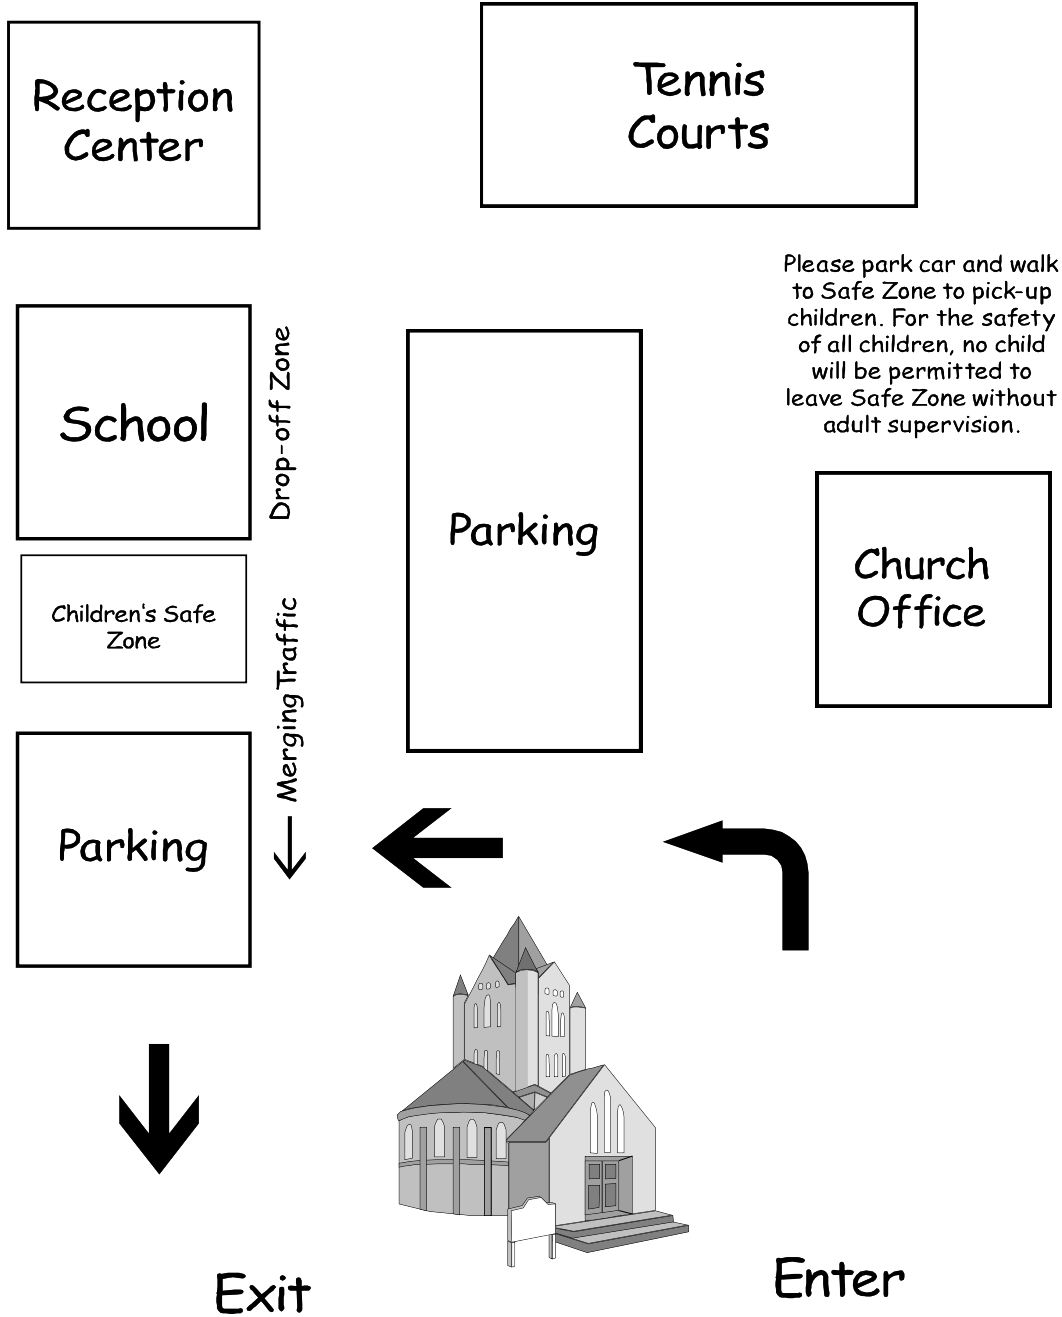 Reception
Center
Tennis
Courts
Please park car and walk
to Safe Zone to pick-up
children. For the safety
of all children, no child
will be permitted to
leave Safe Zone without
adult supervision.
School
Drop-off Zone
Parking
Church
Office
Children's Safe
Zone
Merging Traffic
Parking
Exit
Enter